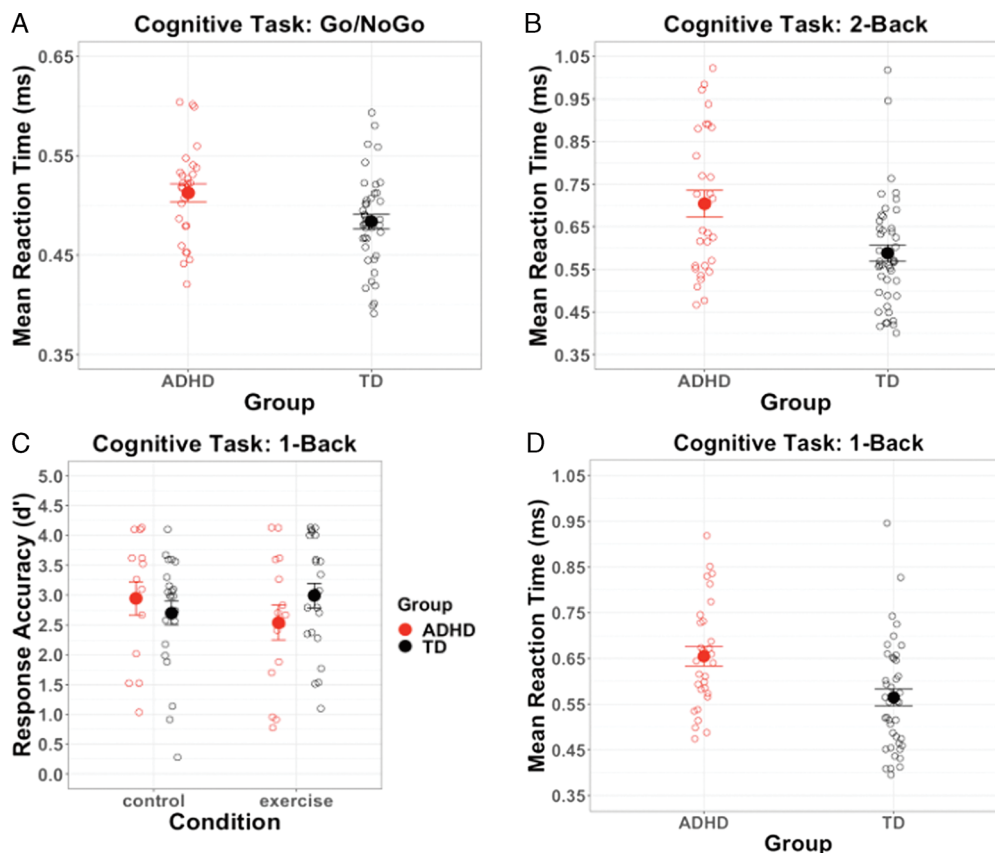 A
Cognitive Task: Go/NoGo
Mean Reaction Time (ms)
0.65
0.55
0.45
0.35
ADHD
TD
Group
B
Cognitive Task: 2-Back
Mean Reaction Time (ms)
1.05
0.95
0.85
0.75
0.65
0.55
0.45
0.35
ADHD
TD
Group
C
Cognitive Task: 1-Back
Response Accuracy (d')
5.0
4.5
4.0
3.5
3.0
2.5
2.0
1.5
1.0
0.5
0.0
control
exercise
Condition
Group
ADHD
TD
D
Cognitive Task: 1-Back
Mean Reaction Time (ms)
1.05
0.95
0.85
0.75
0.65
0.55
0.45
0.35
ADHD
TD
Group